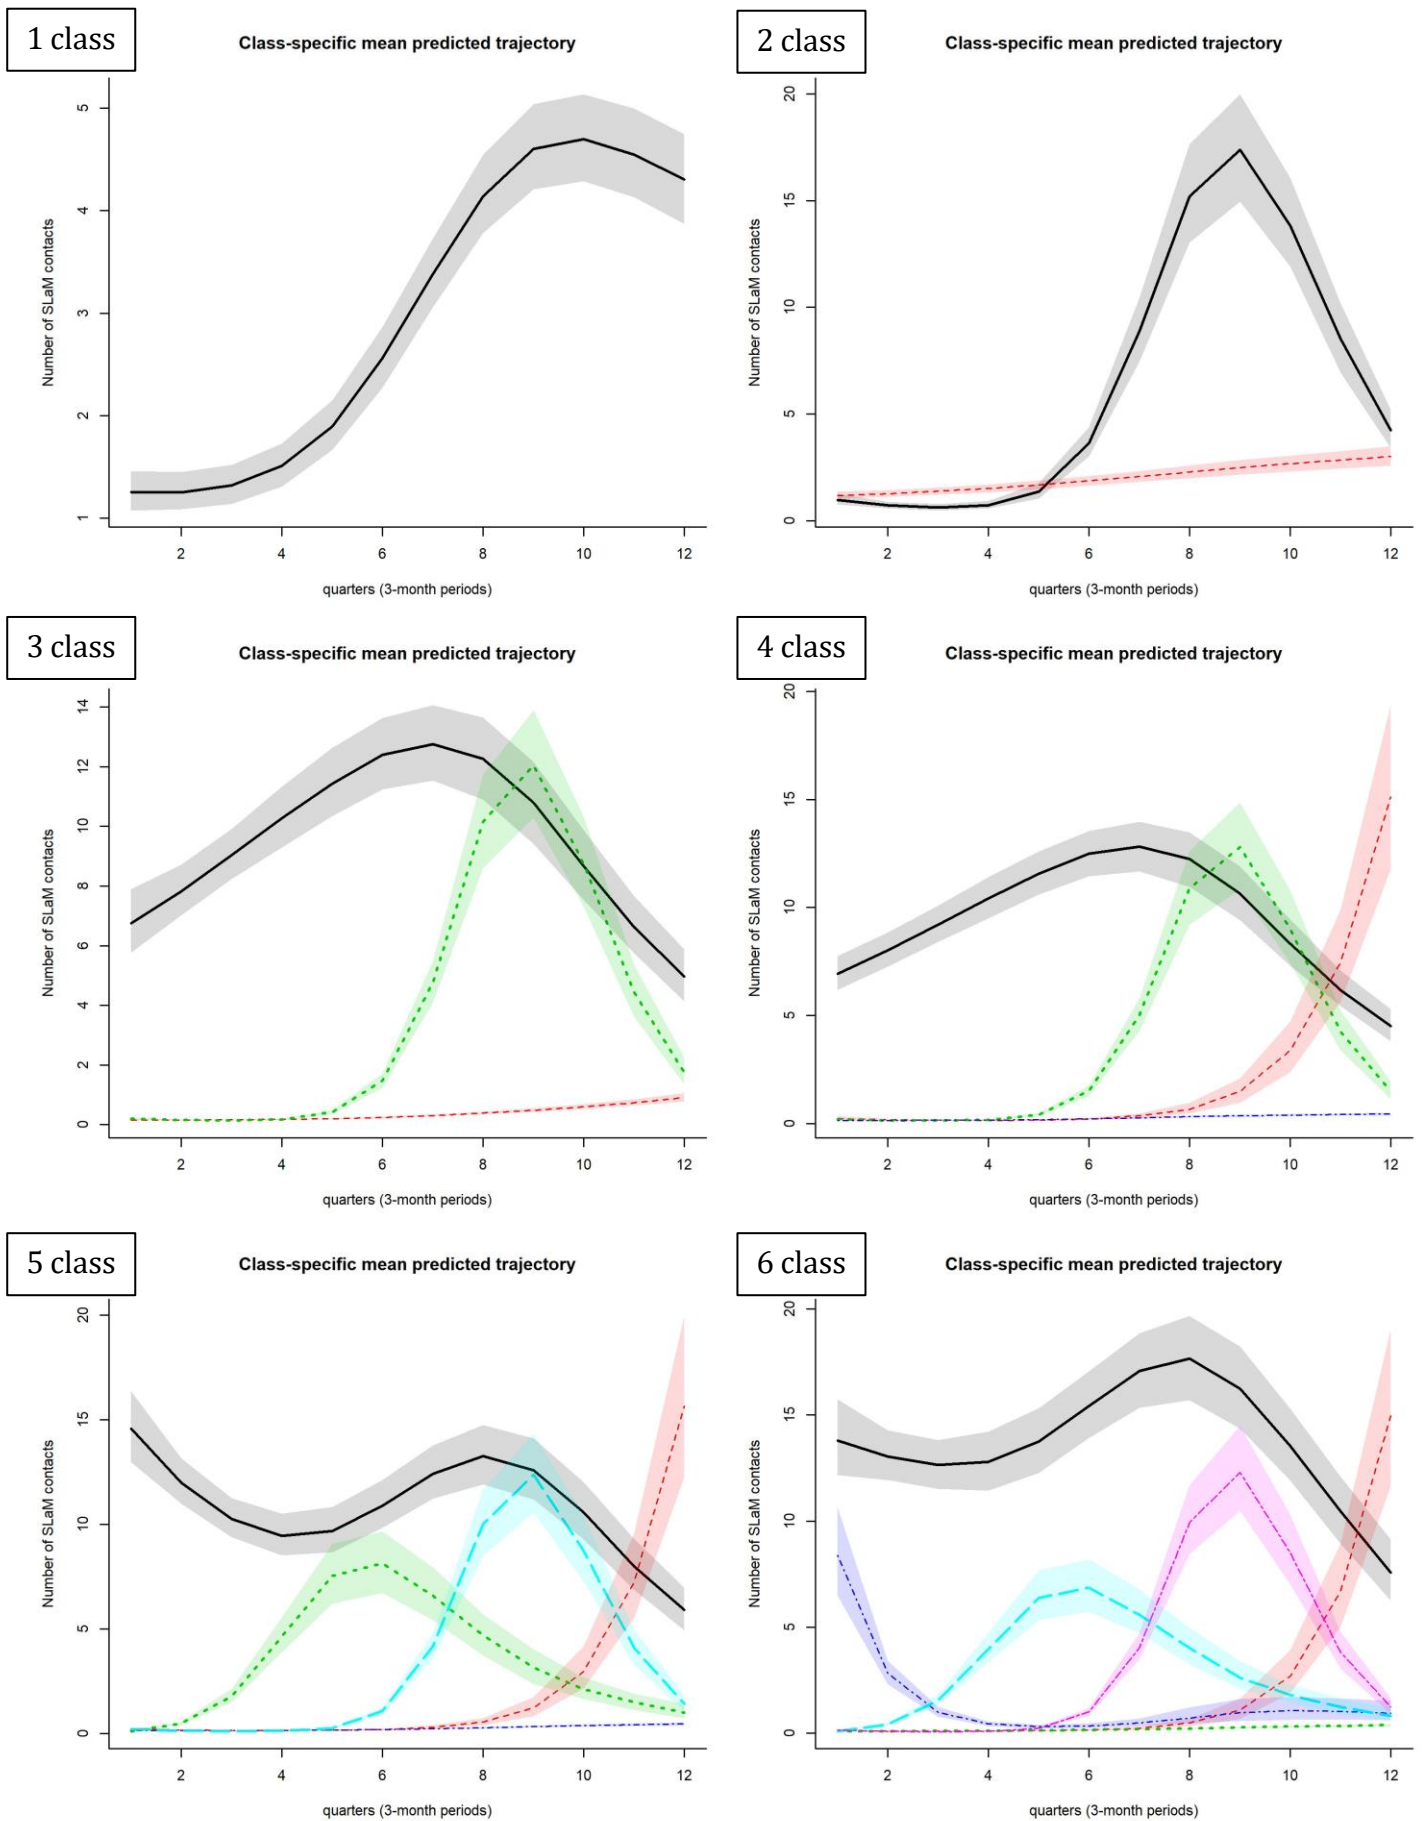 1 class
Class-specific mean predicted trajectory
Number of SLaM contacts
5
4
3
2
1
2 4 6 8 10 12
quarters (3-month periods)
2 class
Class-specific mean predicted trajectory
Number of SLaM contacts
20
15
10
5
0
2 4 6 8 10 12
quarters (3-month periods)
3 class
Class-specific mean predicted trajectory
Number of SLaM contacts
14
12
10
8
6
4
2
0
2 4 6 8 10 12
quarters (3-month periods)
4 class
Class-specific mean predicted trajectory
Number of SLaM contacts
20
15
10
5
0
2 4 6 8 10 12
quarters (3-month periods)
5 class
Class-specific mean predicted trajectory
Number of SLaM contacts
20
15
10
5
0
2 4 6 8 10 12
quarters (3-month periods)
6 class
Class-specific mean predicted trajectory
Number of SLaM contacts
20
15
10
5
0
2 4 6 8 10 12
quarters (3-month periods)